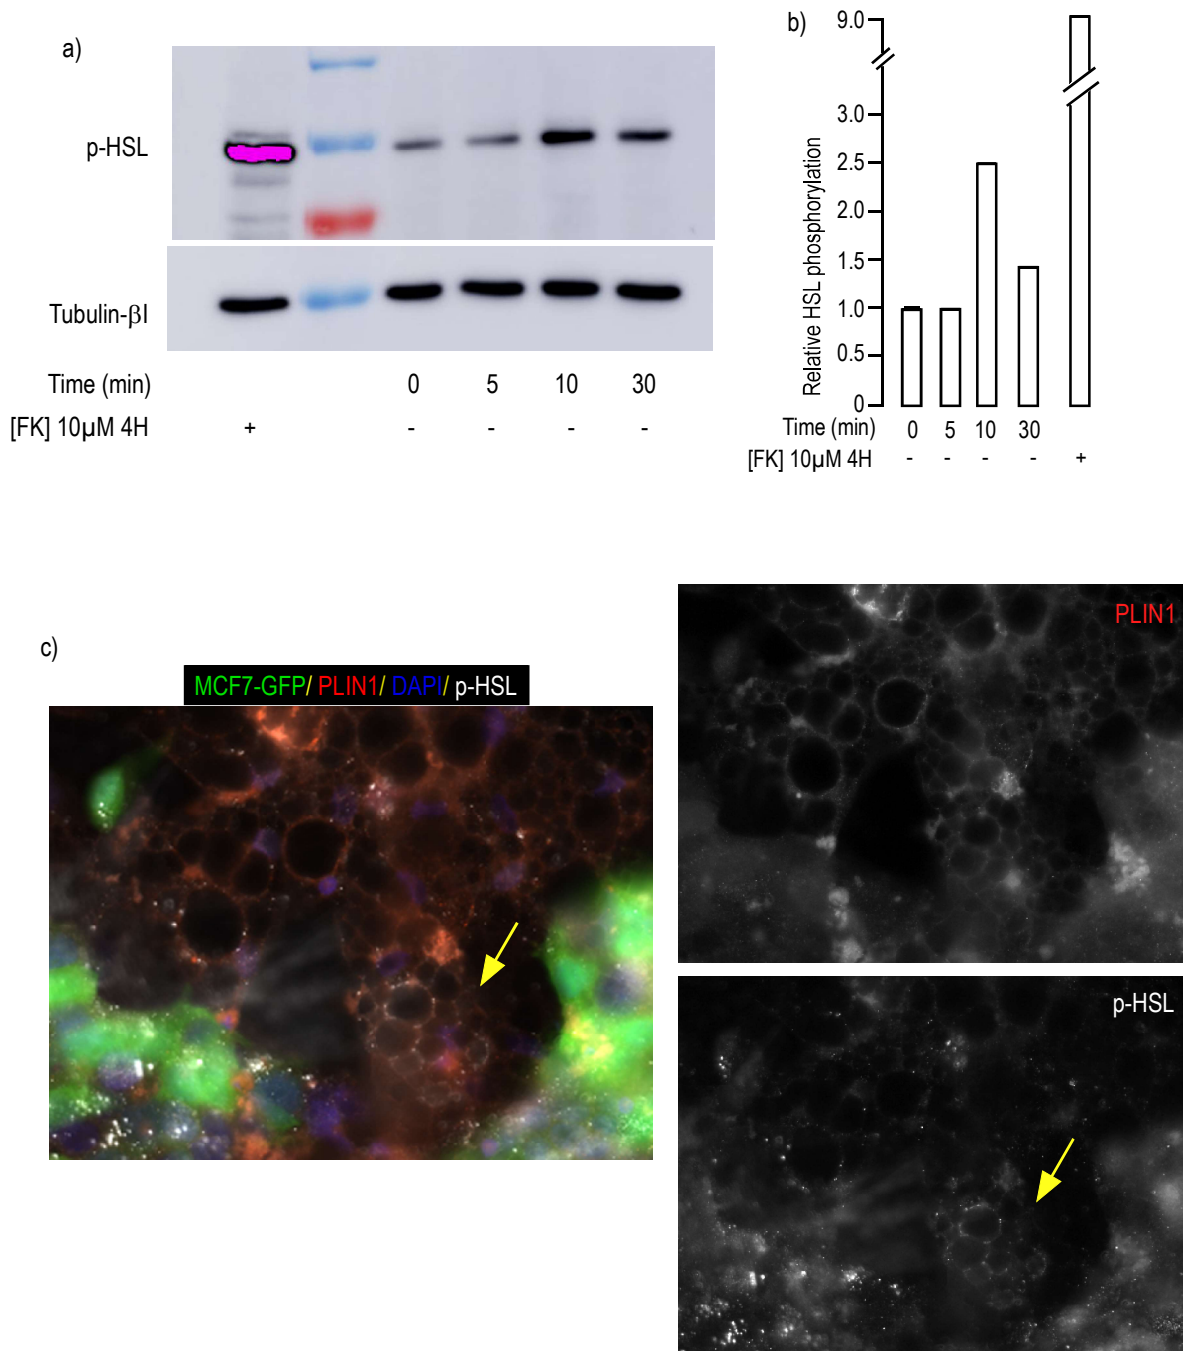 a)
p-HSL
Tubulin-βI
Time (min) 0 5 10 30
[FK] 10µM 4H + - - - -
b)
Relative HSL phosphorylation
9.0
3.0
2.5
2.0
1.5
1.0
0.5
0
Time (min) 0 5 10 30
[FK] 10µM 4H - - - - +
c)
MCF7-GFP/ PLIN1/ DAPI/ p-HSL
PLIN1
p-HSL